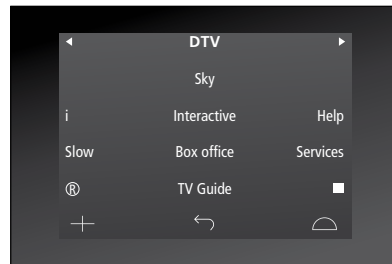 DTV
Sky
i Interactive Help
Slow Box office Services
® TV Guide